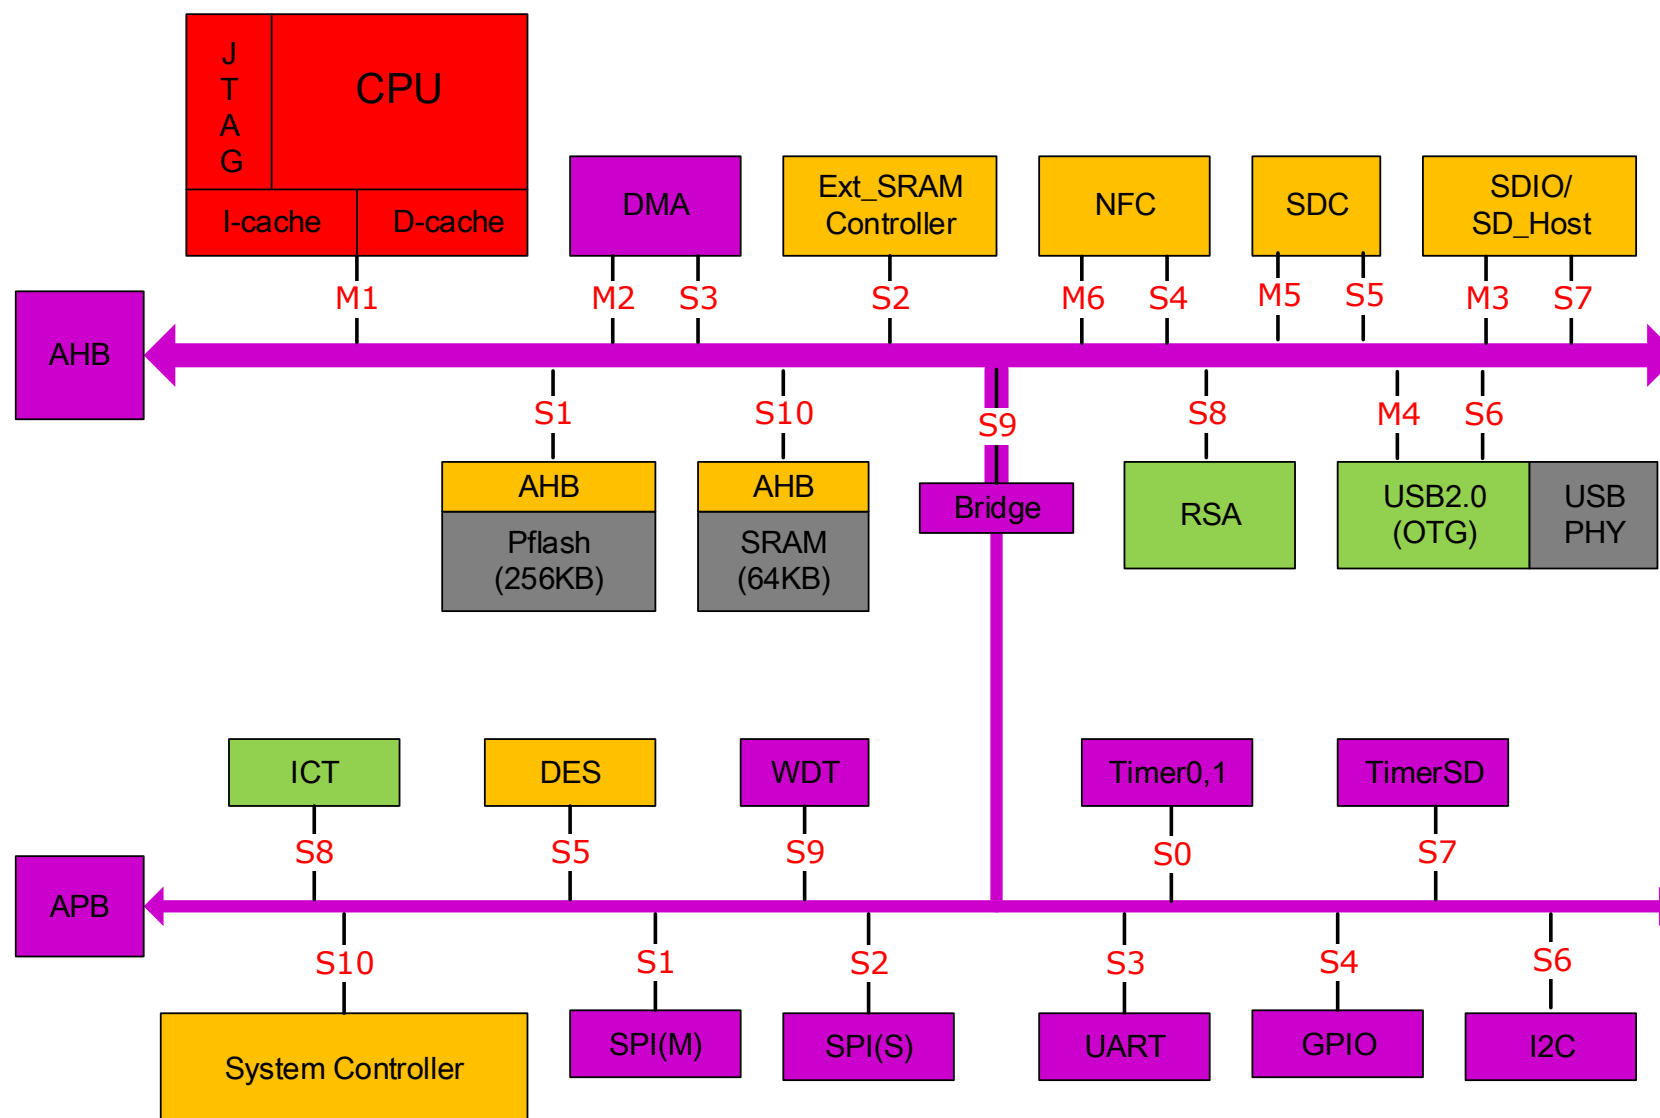 J
T
A
G
CPU
I-cache
D-cache
DMA
Ext_SRAM
Controller
NFC
SDC
SDIO/
SD_Host
M1
M2
S3
S2
M6
S4
M5
S5
M3
S7
AHB
S1
S10
S9
S8
M4
S6
AHB
Pflash
(256KB)
AHB
SRAM
(64KB)
Bridge
RSA
USB2.0
(OTG)
USB
PHY
ICT
DES
WDT
Timer0,1
TimerSD
S8
S5
S9
S0
S7
APB
S10
S1
S2
S3
S4
S6
System Controller
SPI(M)
SPI(S)
UART
GPIO
I2C